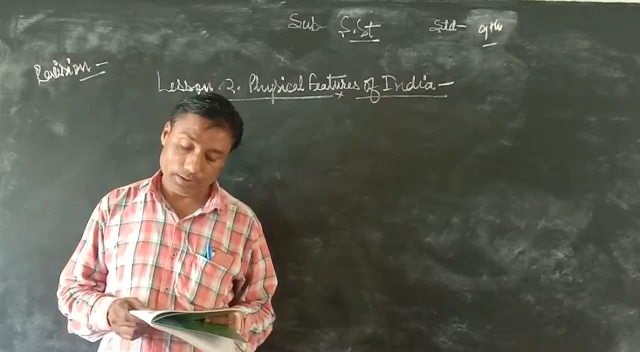 Sub- S.St Std- 9th
Revision-
Lesson. 2. Physical Features of India-